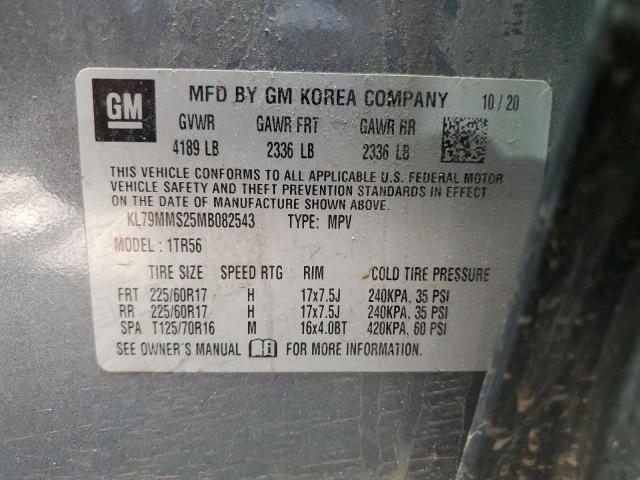 GM MFD BY GM KOREA COMPANY 10/20
GVWR GAWR FRT GAWR RR
4189 LB 2336 LB 2336 LB
THIS VEHICLE CONFORMS TO ALL APPLICABLE U.S. FEDERAL MOTOR
VEHICLE SAFETY AND THEFT PREVENTION STANDARDS IN EFFECT ON
THE DATE OF MANUFACTURE SHOWN ABOVE.
KL79MMS25MB082543 TYPE: MPV
MODEL: 1TR56
TIRE SIZE SPEED RTG RIM COLD TIRE PRESSURE
FRT 225/60R17 H 17x7.5J 240KPA, 35 PSI
RR 225/60R17 H 17x7.5J 240KPA, 35 PSI
SPA T125/70R16 M 16x4.0BT 420KPA, 60 PSI
SEE OWNER'S MANUAL FOR MORE INFORMATION.